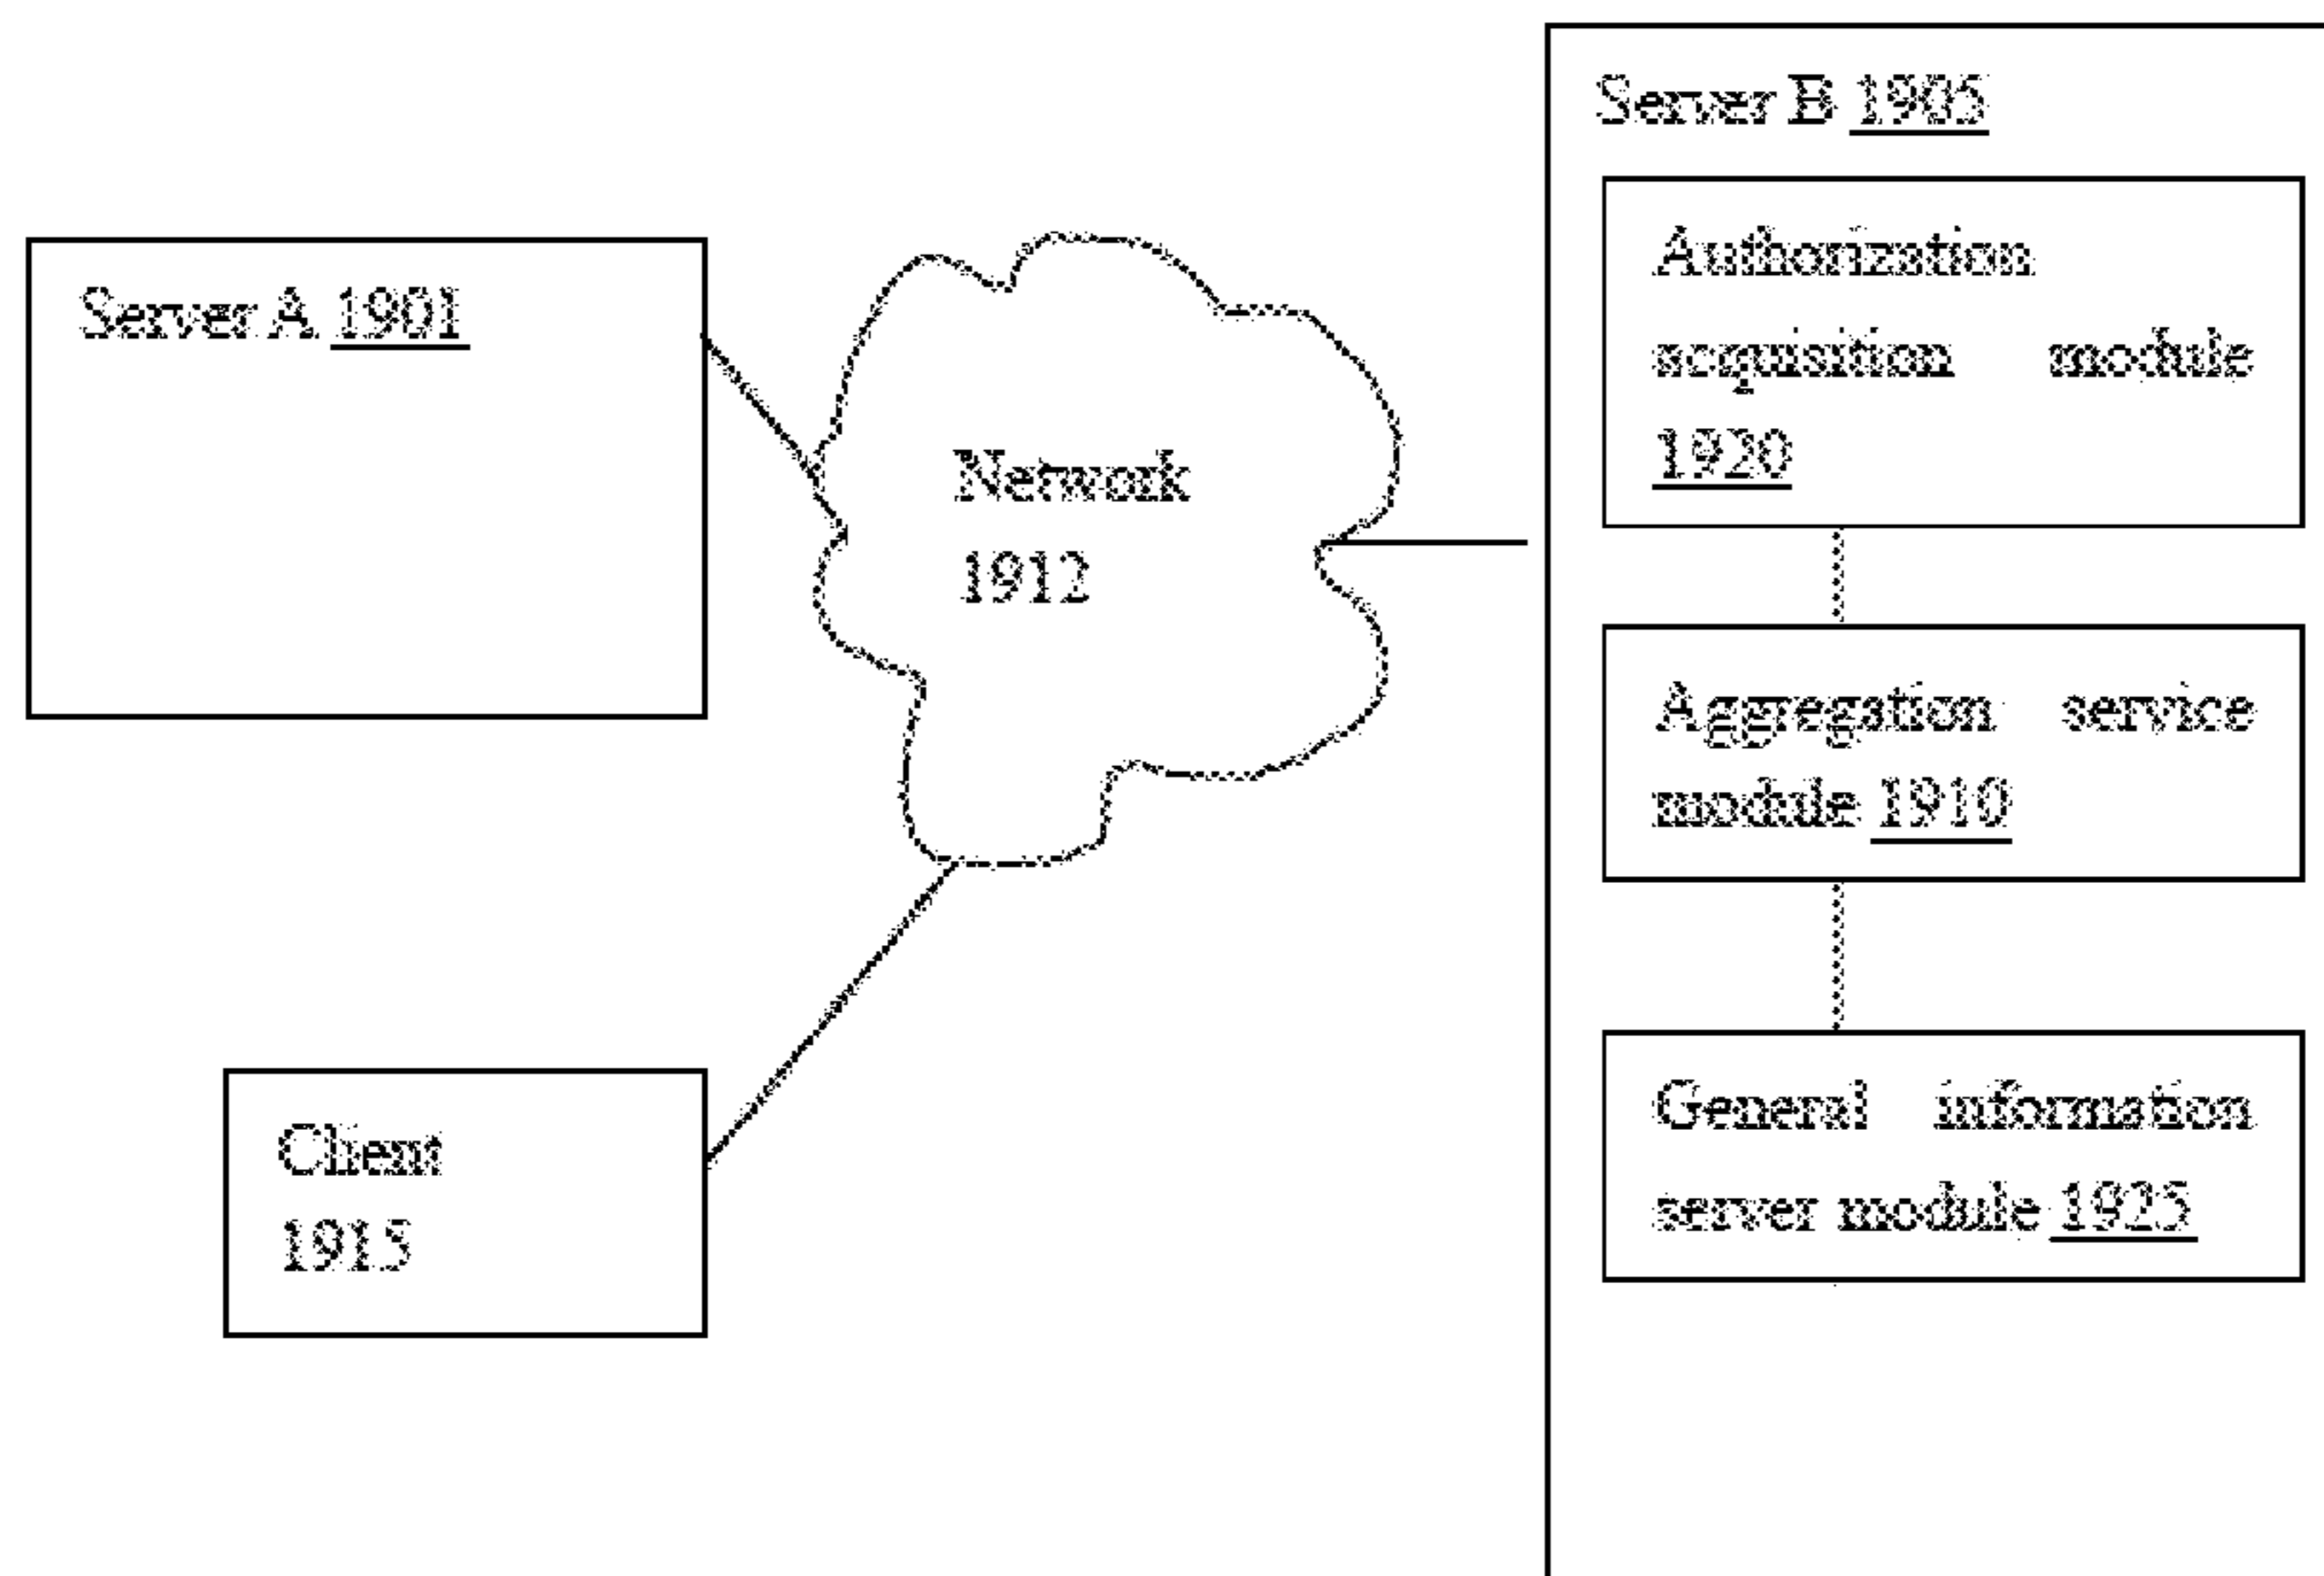 Server B 1905
Authorization
acquisition module
1920
Server A 1901
Network
1912
Aggregation service
module 1910
General information
server module 1925
Client
1915